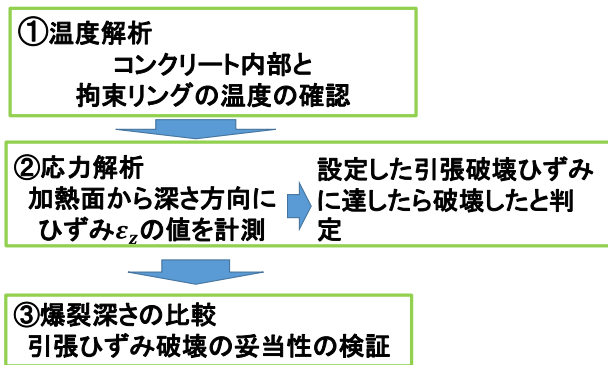 ①温度解析
コンクリート内部と
拘束リングの温度の確認
②応力解析
加熱面から深さ方向に
ひずみε_zの値を計測
設定した引張破壊ひずみ
に達したら破壊したと判
定
③爆裂深さの比較
引張ひずみ破壊の妥当性の検証